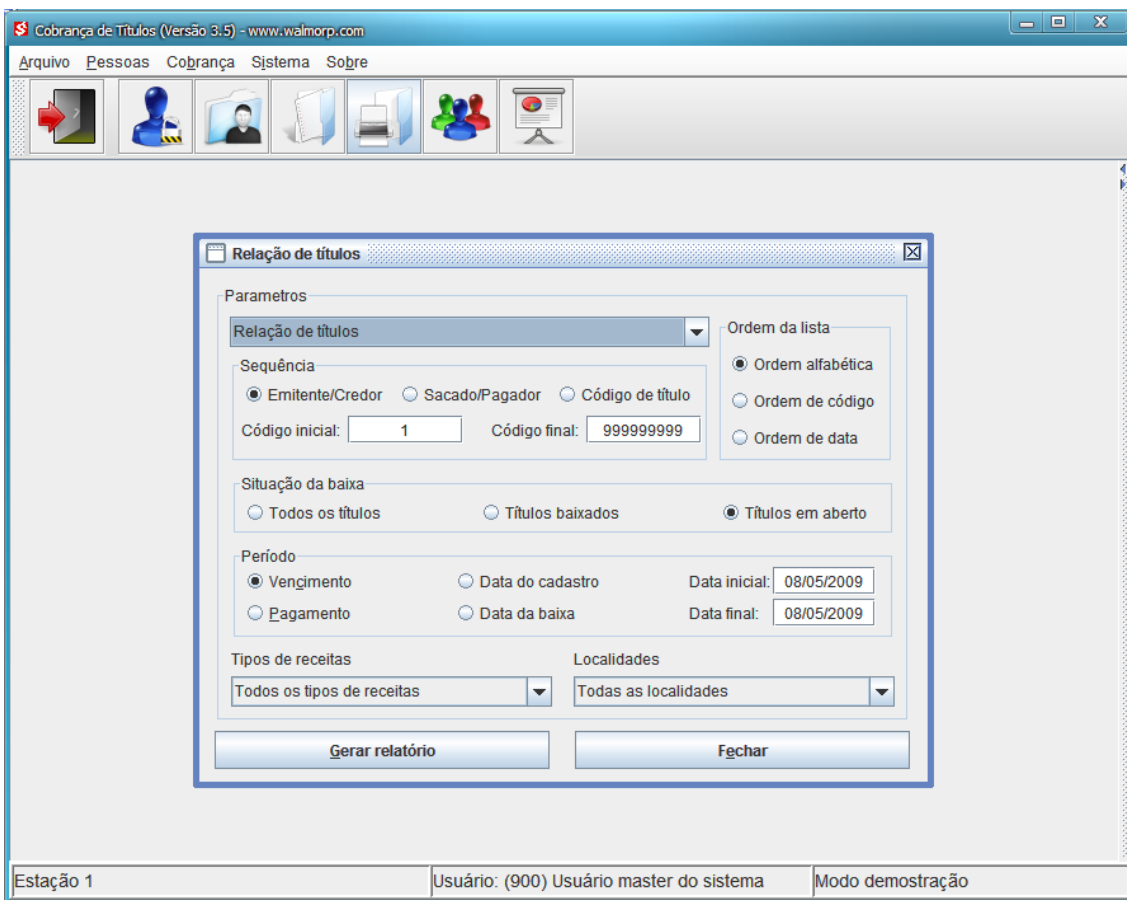 Cobrança de Títulos (Versão 3.5) - www.walmorp.com
Arquivo Pessoas Cobrança Sistema Sobre
Relação de títulos
Parametros
Relação de títulos
Ordem da lista
Sequência
Ordem alfabética
Emitente/Credor Sacado/Pagador Código de título
Ordem de código
Código inicial: 1 Código final: 999999999
Ordem de data
Situação da baixa
Todos os títulos Títulos baixados Títulos em aberto
Período
Vencimento Data do cadastro Data inicial: 08/05/2009
Pagamento Data da baixa Data final: 08/05/2009
Tipos de receitas Localidades
Todos os tipos de receitas Todas as localidades
Gerar relatório Fechar
Estação 1 Usuário: (900) Usuário master do sistema Modo demostração